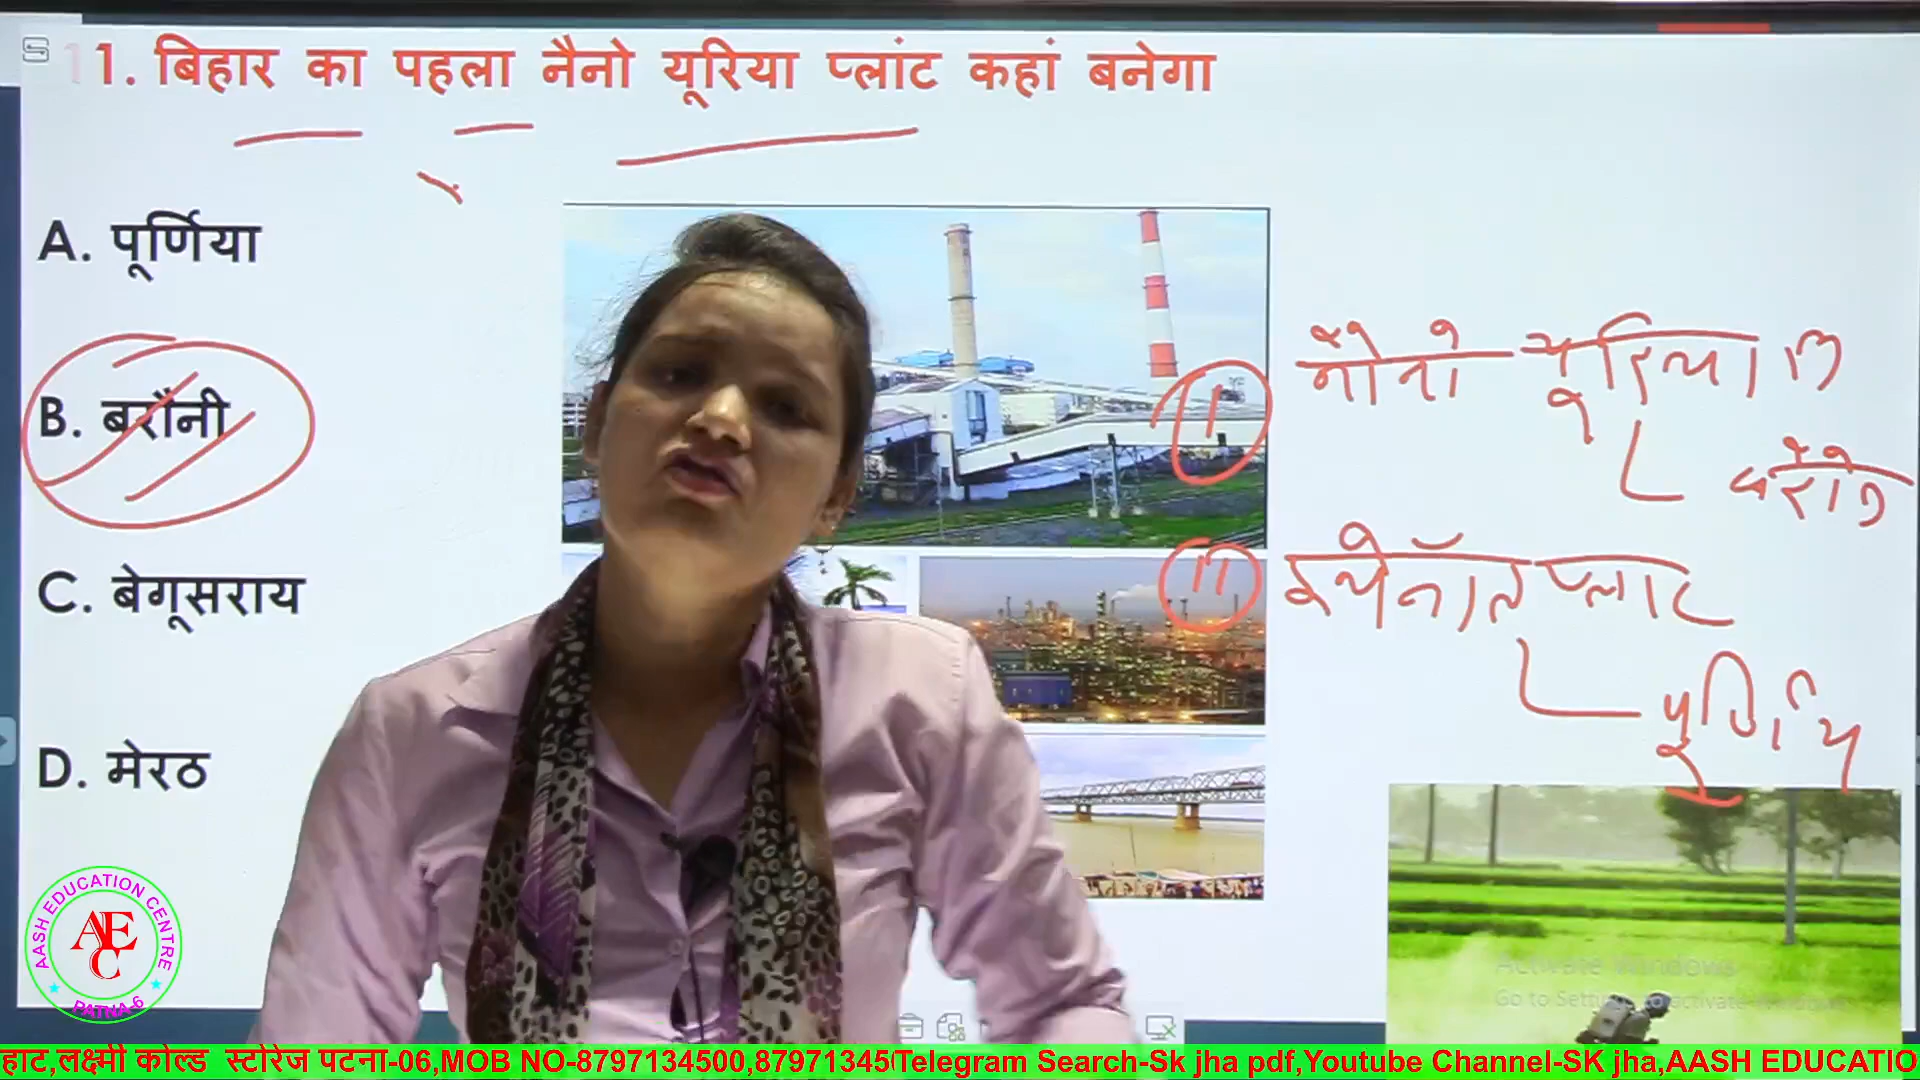 11. बिहार का पहला नैनो यूरिया प्लांट कहां बनेगा
A. पूर्णिया
B. बरौनी
C. बेगूसराय
D. मेरठ
नैनो यूरिया
प्लाट
AASH EDUCATION CENTRE
AEC
PATNA-6
Activate Windows
Go to Settings to activate Windows
हाट,लक्ष्मी कोल्ड स्टोरेज पटना-06,MOB NO-8797134500,87971345
Telegram Search-Sk jha pdf,Youtube Channel-SK jha,AASH EDUCATIO